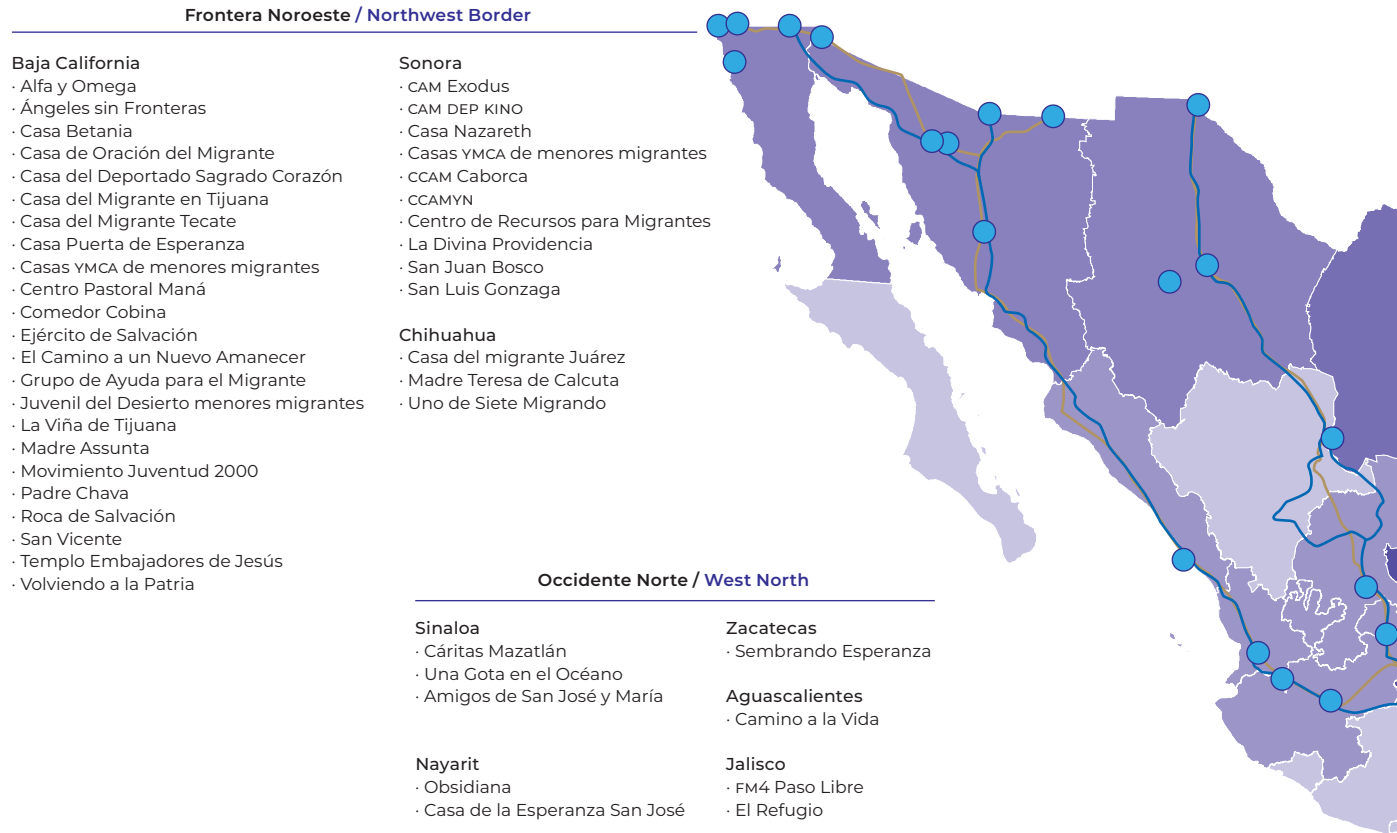 Frontera Noroeste / Northwest Border
Baja California
· Alfa y Omega
· Ángeles sin Fronteras
· Casa Betania
· Casa de Oración del Migrante
· Casa del Deportado Sagrado Corazón
· Casa del Migrante en Tijuana
· Casa del Migrante Tecate
· Casa Puerta de Esperanza
· Casas YMCA de menores migrantes
· Centro Pastoral Maná
· Comedor Cobina
· Ejército de Salvación
· El Camino a un Nuevo Amanecer
· Grupo de Ayuda para el Migrante
· Juvenil del Desierto menores migrantes
· La Viña de Tijuana
· Madre Assunta
· Movimiento Juventud 2000
· Padre Chava
· Roca de Salvación
· San Vicente
· Templo Embajadores de Jesús
· Volviendo a la Patria
Sonora
· CAM Exodus
· CAM DEP KINO
· Casa Nazareth
· Casas YMCA de menores migrantes
· CCAM Caborca
· CCAMYN
· Centro de Recursos para Migrantes
· La Divina Providencia
· San Juan Bosco
· San Luis Gonzaga
Chihuahua
· Casa del migrante Juárez
· Madre Teresa de Calcuta
· Uno de Siete Migrando
Occidente Norte / West North
Sinaloa
· Cáritas Mazatlán
· Una Gota en el Océano
· Amigos de San José y María
Nayarit
· Obsidiana
· Casa de la Esperanza San José
Zacatecas
· Sembrando Esperanza
Aguascalientes
· Camino a la Vida
Jalisco
· FM4 Paso Libre
· El Refugio